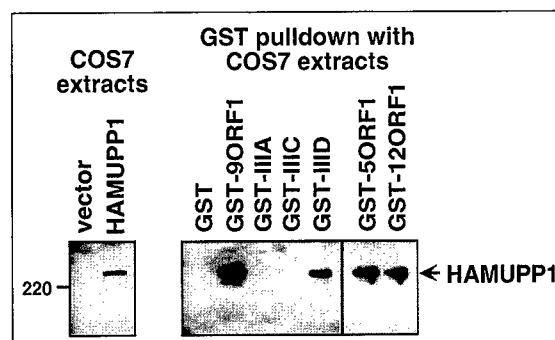 COS7
extracts
GST pulldown with
COS7 extracts
vector
HAMUPP1
GST
GST-9ORF1
GST-IIIA
GST-IIIC
GST-IIID
GST-5ORF1
GST-12ORF1
220
HAMUPP1